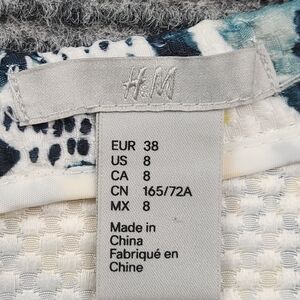 H&M
EUR 38
US 8
CA 8
CN 165/72A
MX 8
Made in
China
Fabriqué en
Chine